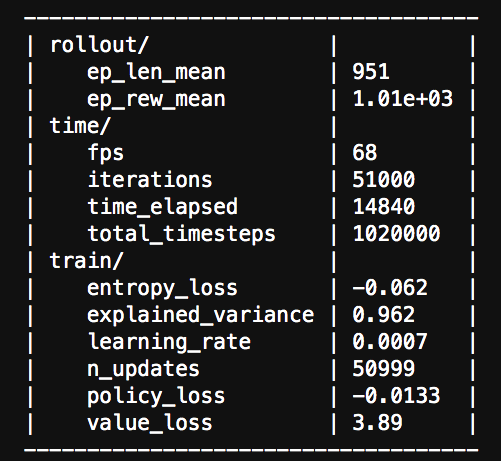 ------------------------------------
| rollout/              |          |
|    ep_len_mean        | 951      |
|    ep_rew_mean        | 1.01e+03 |
| time/                 |          |
|    fps                | 68       |
|    iterations         | 51000    |
|    time_elapsed       | 14840    |
|    total_timesteps    | 1020000  |
| train/                |          |
|    entropy_loss       | -0.062   |
|    explained_variance | 0.962    |
|    learning_rate      | 0.0007   |
|    n_updates          | 50999    |
|    policy_loss        | -0.0133  |
|    value_loss         | 3.89     |
------------------------------------